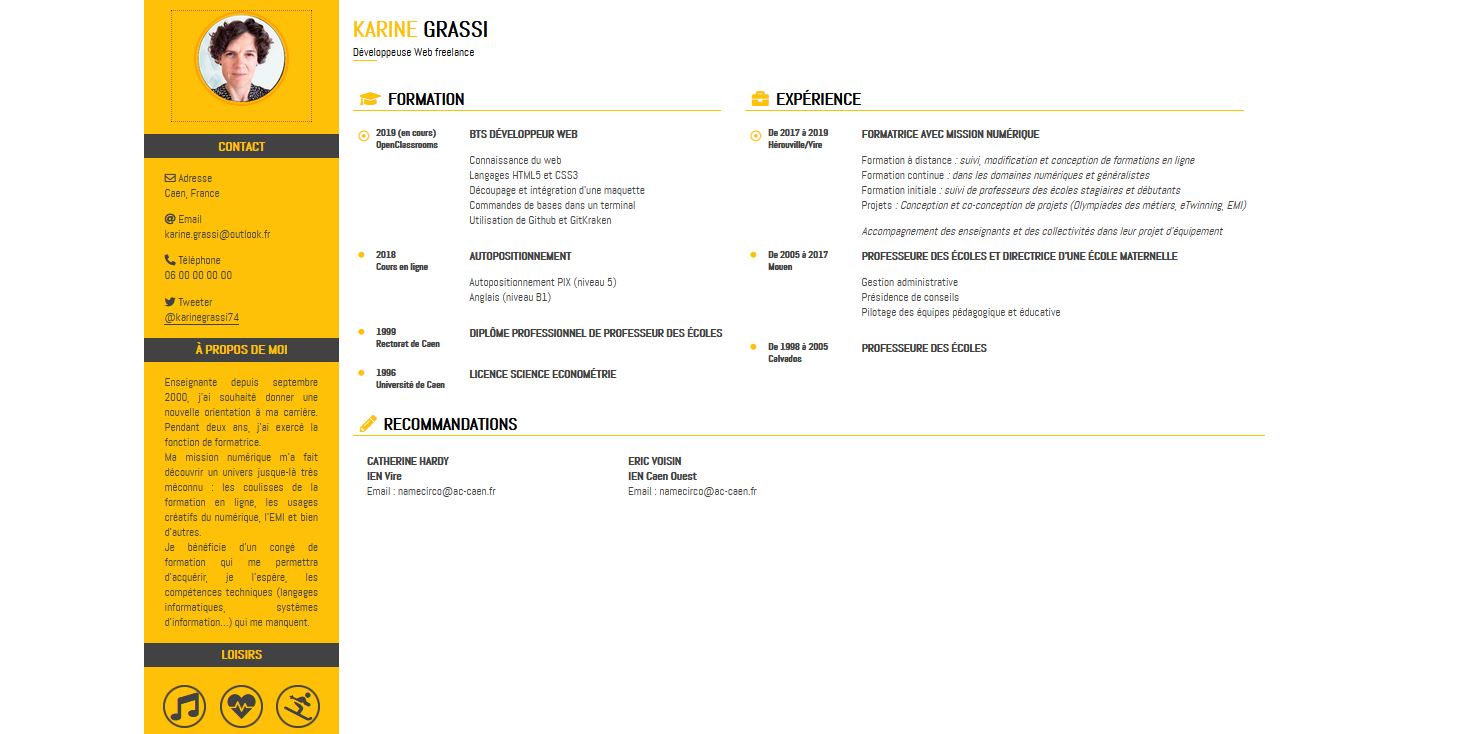 KARINE GRASSI
Développeuse Web freelance
CONTACT
Adresse
Caen, France
Email
karine.grassi@outlook.fr
Téléphone
06 00 00 00 00
Tweeter
@karinegrassi74
À PROPOS DE MOI
Enseignante depuis septembre
2000, j'ai souhaité donner une
nouvelle orientation à ma carrière.
Pendant deux ans, j'ai exercé la
fonction de formatrice.
Ma mission numérique m'a fait
découvrir un univers jusque-là très
méconnu : les coulisses de la
formation en ligne, les usages
créatifs du numérique, l'EMI et bien
d'autres.
Je bénéficie d'un congé de
formation qui me permettra
d'acquérir, je l'espère, les
compétences techniques (langages
informatiques, systèmes
d'information...) qui me manquent.
LOISIRS
FORMATION
2019 (en cours)
OpenClassrooms
BTS DÉVELOPPEUR WEB
Connaissance du web
Langages HTML5 et CSS3
Découpage et intégration d'une maquette
Commandes de bases dans un terminal
Utilisation de Github et GitKraken
2018
Cours en ligne
AUTOPOSITIONNEMENT
Autopositionnement PIX (niveau 5)
Anglais (niveau B1)
1999
Rectorat de Caen
DIPLÔME PROFESSIONNEL DE PROFESSEUR DES ÉCOLES
1996
Université de Caen
LICENCE SCIENCE ECONOMÉTRIE
EXPÉRIENCE
De 2017 à 2019
Hérouville/Vire
FORMATRICE AVEC MISSION NUMÉRIQUE
Formation à distance : suivi, modification et conception de formations en ligne
Formation continue : dans les domaines numériques et généralistes
Formation initiale : suivi de professeurs des écoles stagiaires et débutants
Projets : Conception et co-conception de projets (Olympiades des métiers, eTwinning, EMI)
Accompagnement des enseignants et des collectivités dans leur projet d'équipement
De 2005 à 2017
Mouen
PROFESSEURE DES ÉCOLES ET DIRECTRICE D'UNE ÉCOLE MATERNELLE
Gestion administrative
Présidence de conseils
Pilotage des équipes pédagogique et éducative
De 1998 à 2005
Calvados
PROFESSEURE DES ÉCOLES
RECOMMANDATIONS
CATHERINE HARDY
IEN Vire
Email : namecirco@ac-caen.fr
ERIC VOISIN
IEN Caen Ouest
Email : namecirco@ac-caen.fr